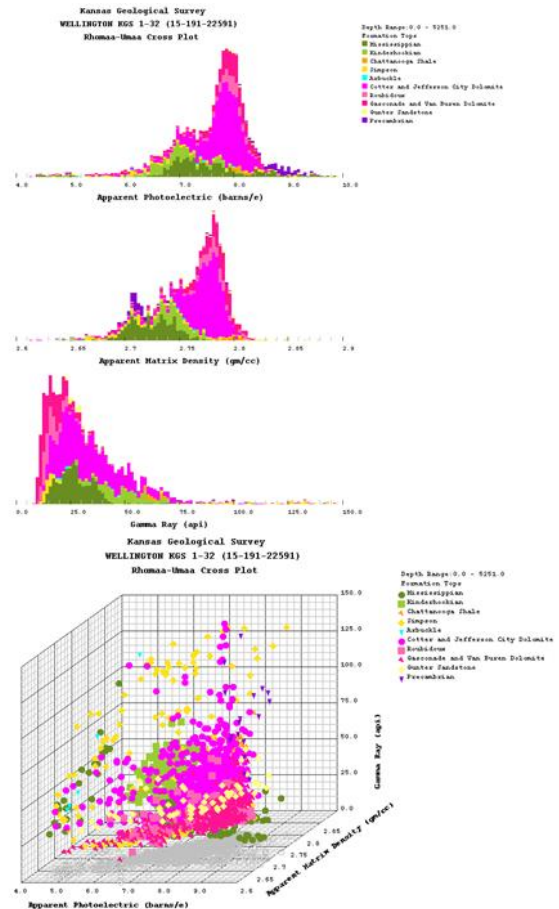 Kansas Geological Survey
WELLINGTON KGS 1-32 (15-191-22591)
Rhomaa-Umaa Cross Plot
Depth Range:0.0 - 5251.0
Formation Tops
Mississippian
Kinderhookian
Chattanooga Shale
Simpson
Arbuckle
Cotter and Jefferson City Dolomite
Roubidoux
Gasconade and Van Buren Dolomite
Gunter Sandstone
Precambrian
4.0 5.0 6.0 7.0 8.0 9.0 10.0
Apparent Photoelectric (barns/e)
2.6 2.65 2.7 2.75 2.8 2.85 2.9
Apparent Matrix Density (gm/cc)
0.0 25.0 50.0 75.0 100.0 125.0 150.0
Gamma Ray (api)
Kansas Geological Survey
WELLINGTON KGS 1-32 (15-191-22591)
Rhomaa-Umaa Cross Plot
Depth Range:0.0 - 5251.0
Formation Tops
Mississippian
Kinderhookian
Chattanooga Shale
Simpson
Arbuckle
Cotter and Jefferson City Dolomite
Roubidoux
Gasconade and Van Buren Dolomite
Gunter Sandstone
Precambrian
150.0
125.0
100.0
75.0
50.0
25.0
0.0
Gamma Ray (api)
2.65
2.7
2.75
2.8
Apparent Matrix Density (gm/cc)
4.0 5.0 6.0 7.0 8.0 9.0
Apparent Photoelectric (barns/e)